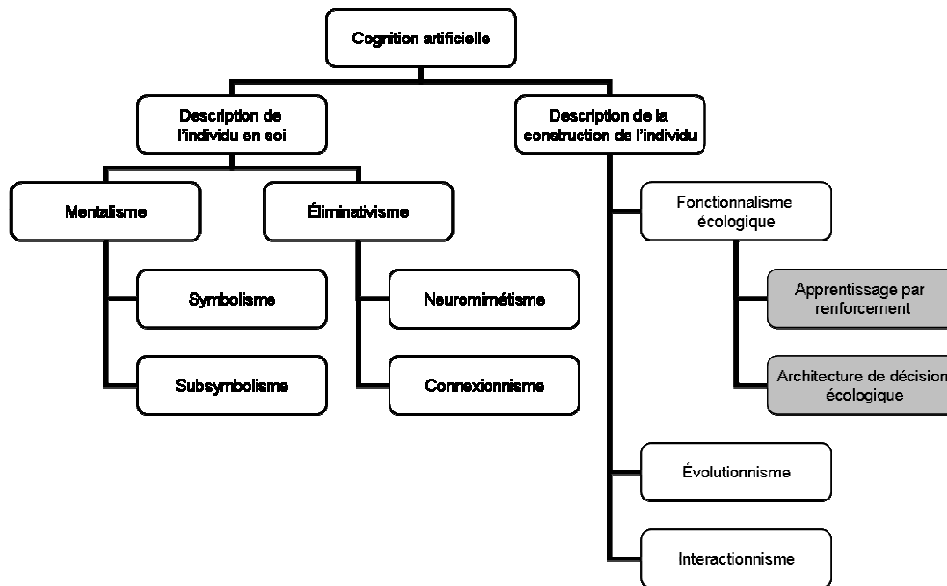 Cognition artificielle
Description de
l'individu en soi
Description de la
construction de l'individu
Mentalisme
Éliminativisme
Fonctionnalisme
écologique
Symbolisme
Neuromimétisme
Apprentissage par
renforcement
Subsymbolisme
Connexionnisme
Architecture de décision
écologique
Évolutionnisme
Interactionnisme